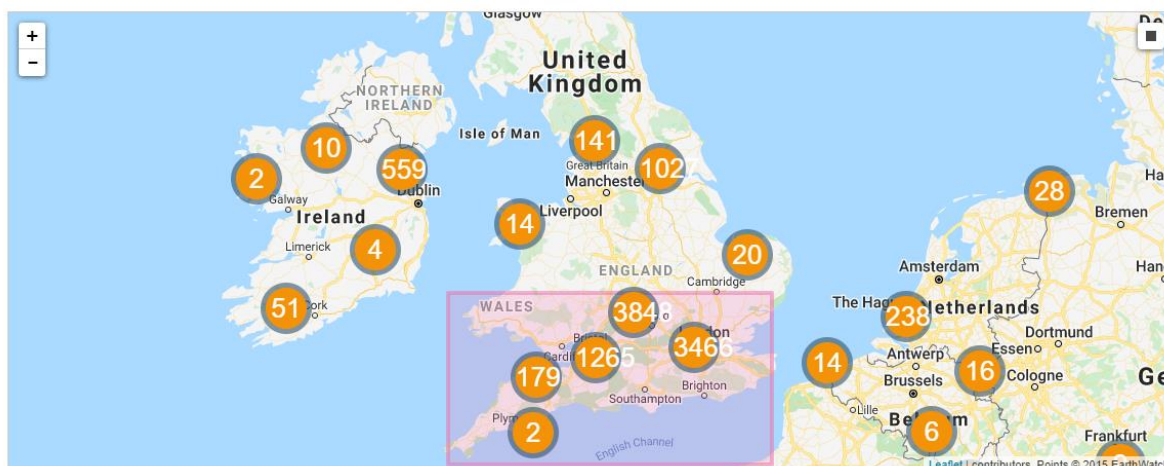 Glasgow
+
−
United
Kingdom
NORTHERN
IRELAND
Isle of Man
10
141
559
Great Britain
1027
2
Manchester
28
Galway
Dublin
Liverpool
Ireland
14
Bremen
Limerick
4
20
ENGLAND
Amsterdam
Cambridge
51
Cork
WALES
3848
The Hague
238
Netherlands
London
Dortmund
Bristol
3466
Essen
Cardiff
1265
14
Antwerp
16
Cologne
179
Brighton
Brussels
Southampton
Lille
Plym
2
6
Belgium
Frankfurt
English Channel
Leaflet | contributors, Points © 2015 EarthWatch